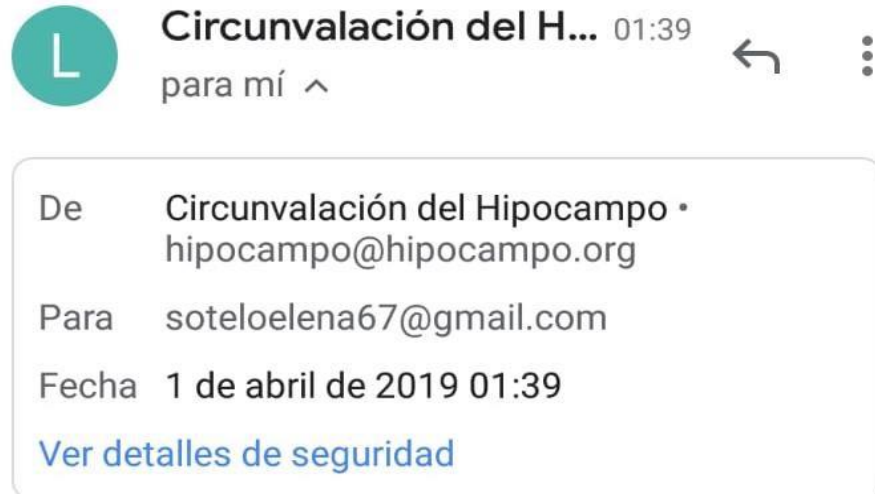 L
Circunvalación del H... 01:39
para mí
De Circunvalación del Hipocampo •
hipocampo@hipocampo.org
Para soteloelena67@gmail.com
Fecha 1 de abril de 2019 01:39
Ver detalles de seguridad